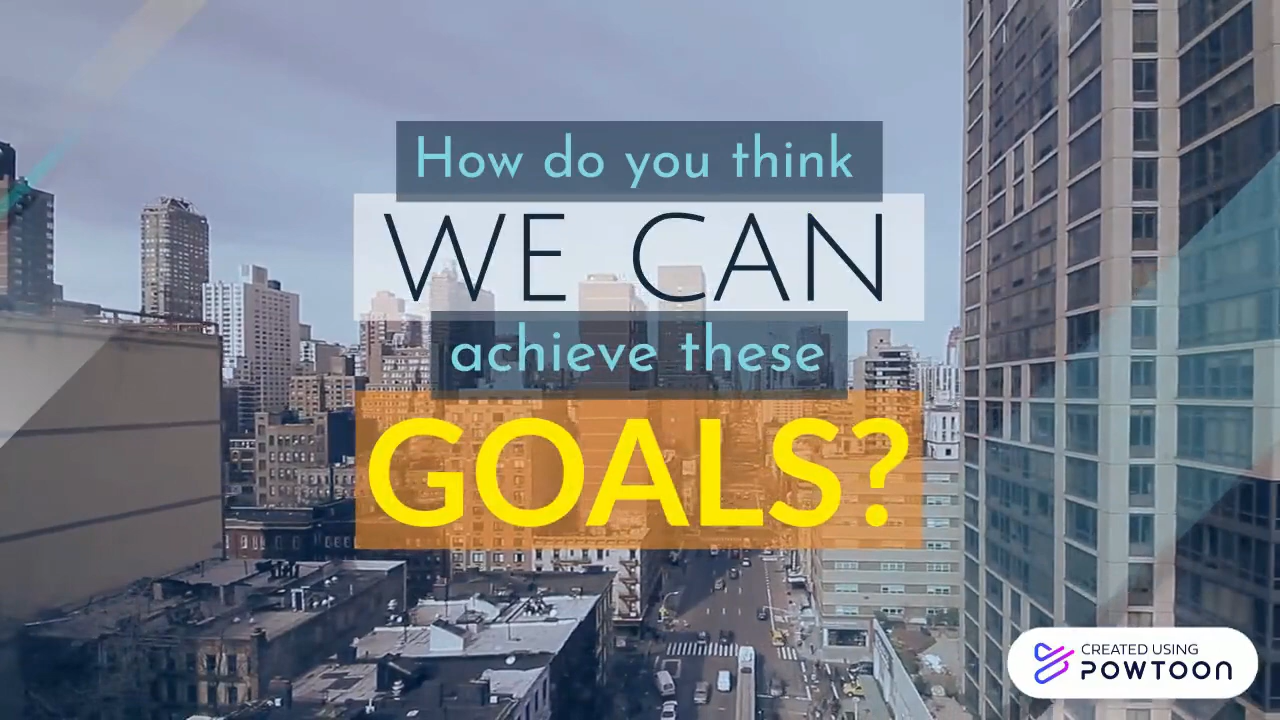 How do you think
WE CAN
achieve these
GOALS?
CREATED USING
POWTOON